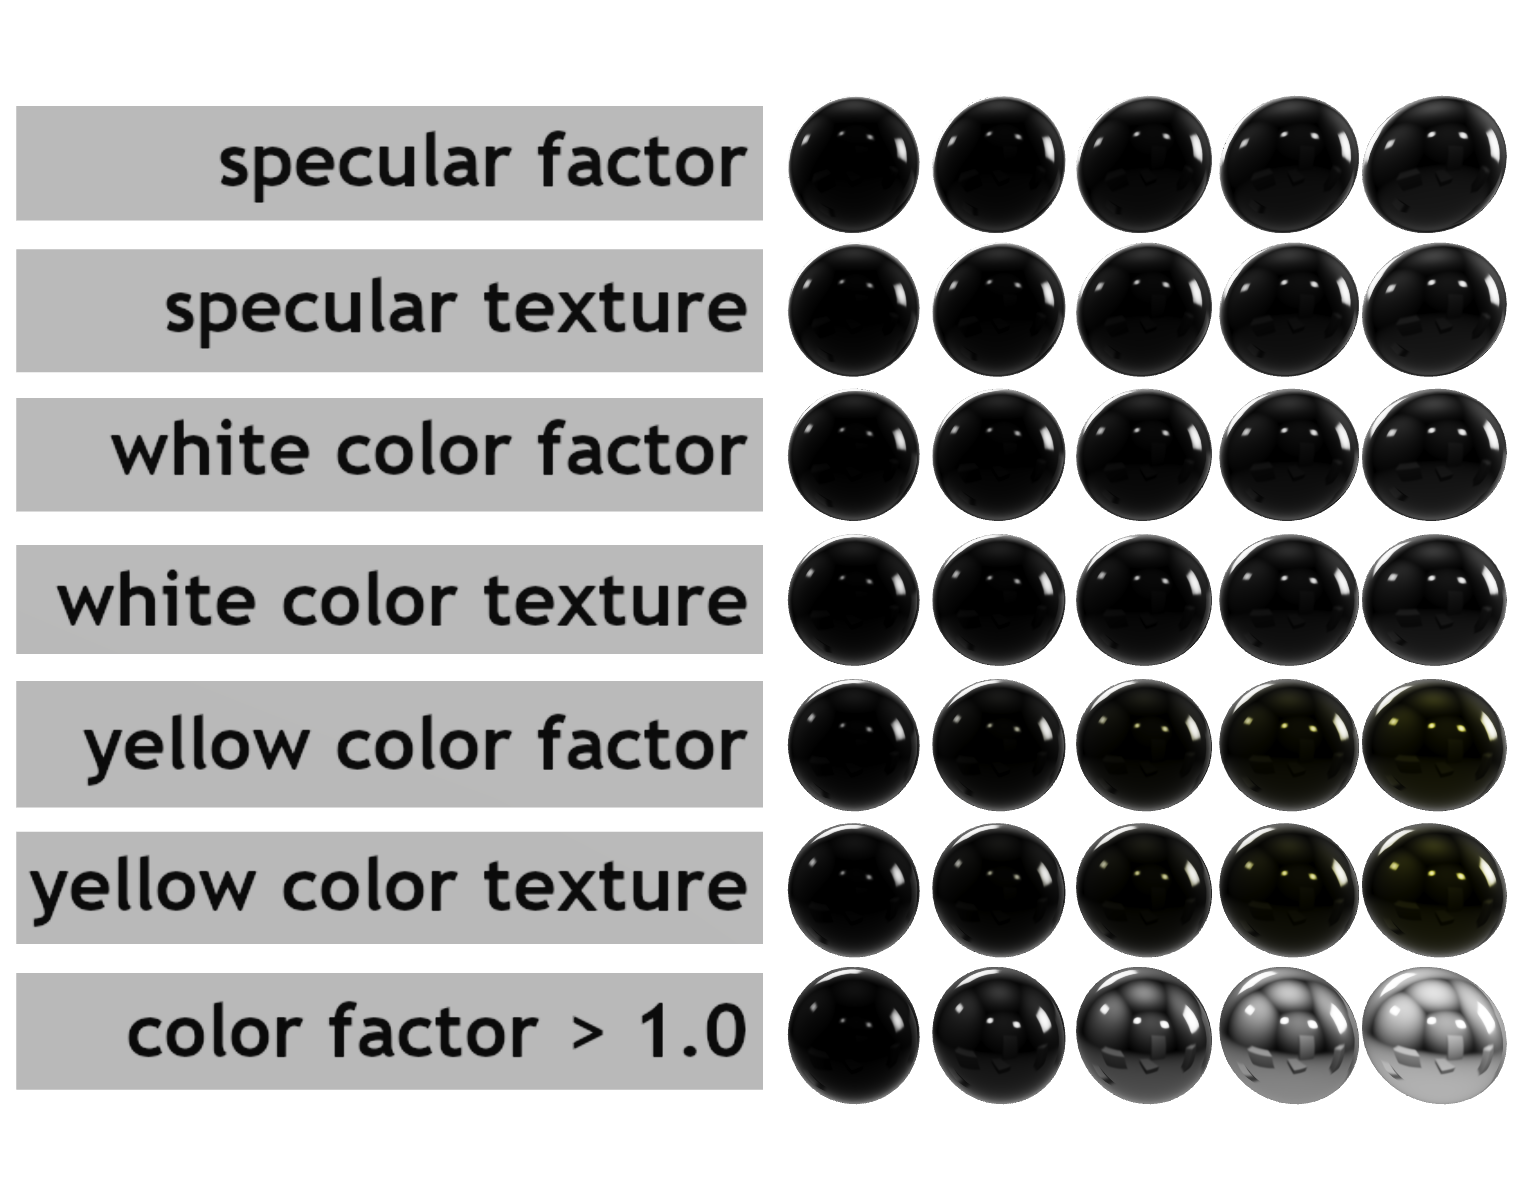 specular factor
specular texture
white color factor
white color texture
yellow color factor
yellow color texture
color factor > 1.0